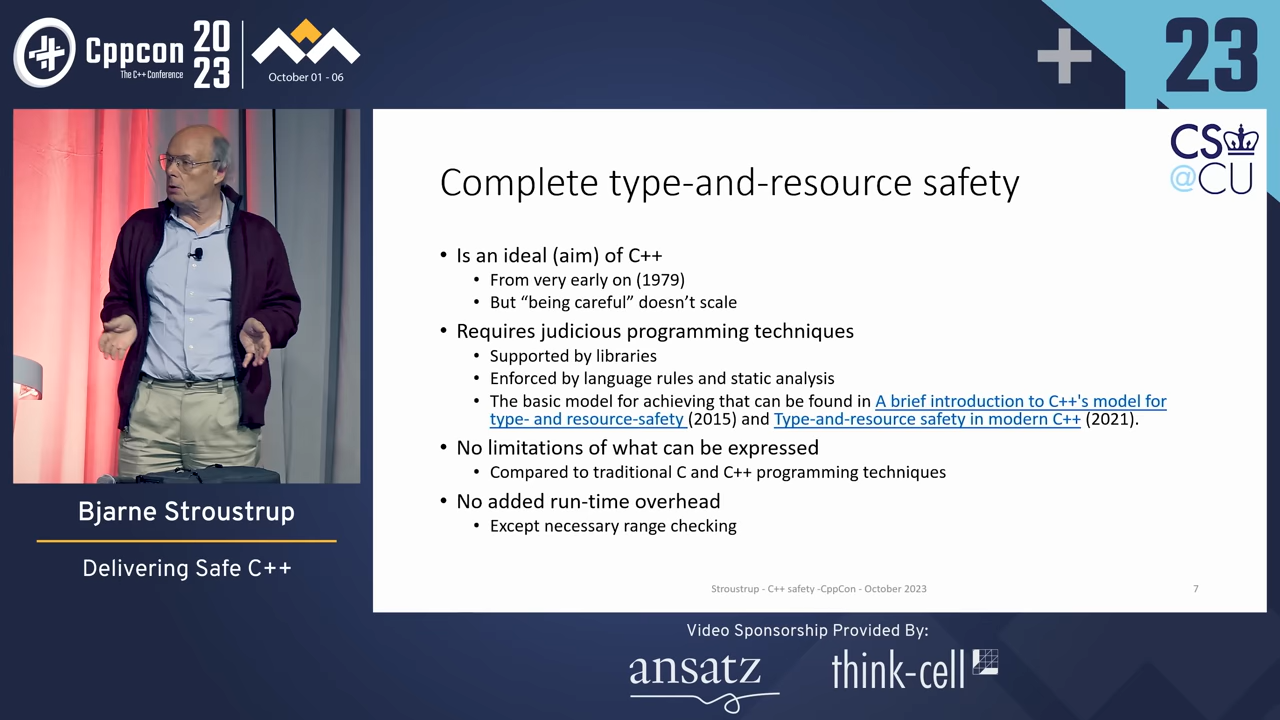 Cppcon
The C++ Conference
20
23
October 01 - 06
23
CS
@CU
Complete type-and-resource safety
• Is an ideal (aim) of C++
• From very early on (1979)
• But “being careful” doesn’t scale
• Requires judicious programming techniques
• Supported by libraries
• Enforced by language rules and static analysis
• The basic model for achieving that can be found in A brief introduction to C++'s model for
type- and resource-safety (2015) and Type-and-resource safety in modern C++ (2021).
• No limitations of what can be expressed
• Compared to traditional C and C++ programming techniques
• No added run-time overhead
• Except necessary range checking
Stroustrup - C++ safety -CppCon - October 2023
7
Bjarne Stroustrup
Delivering Safe C++
Video Sponsorship Provided By:
ansatz
think-cell